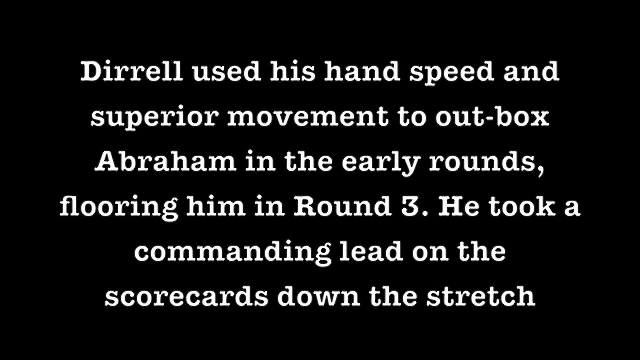 Dirrell used his hand speed and
superior movement to out-box
Abraham in the early rounds,
flooring him in Round 3. He took a
commanding lead on the
scorecards down the stretch